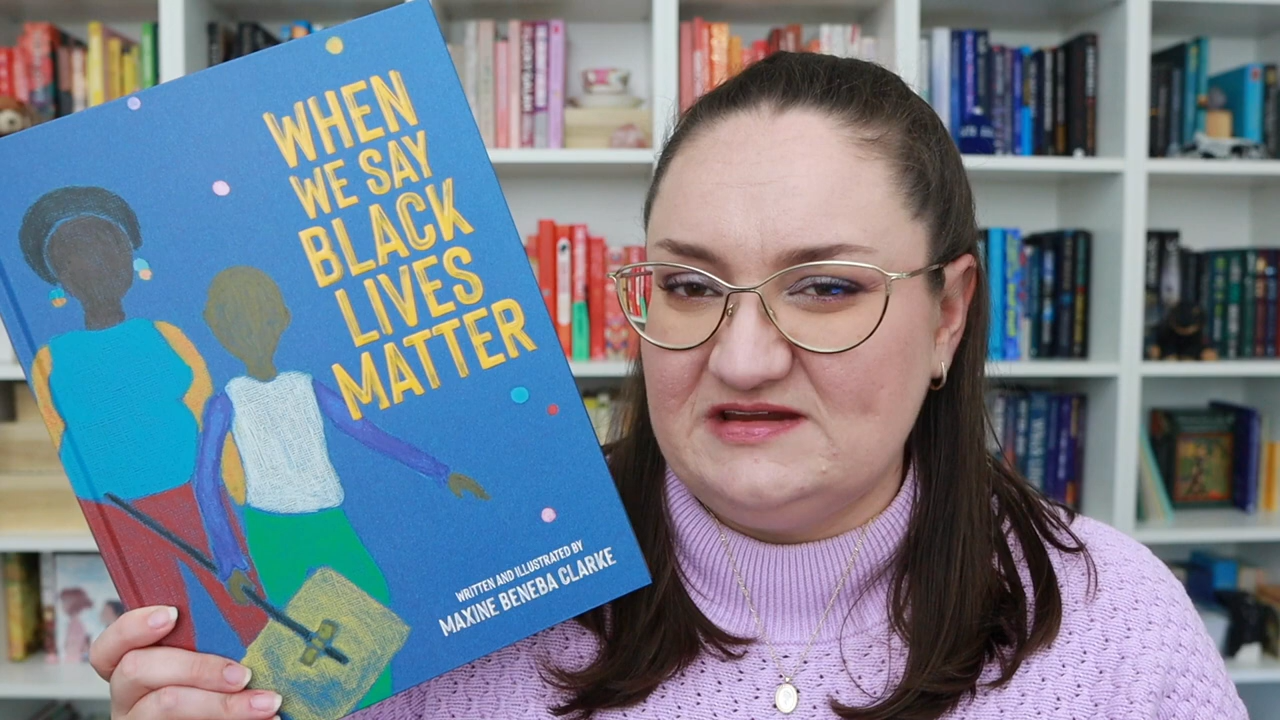 WHEN
WE SAY
BLACK
LIVES
MATTER
WRITTEN AND ILLUSTRATED BY
MAXINE BENEBA CLARKE